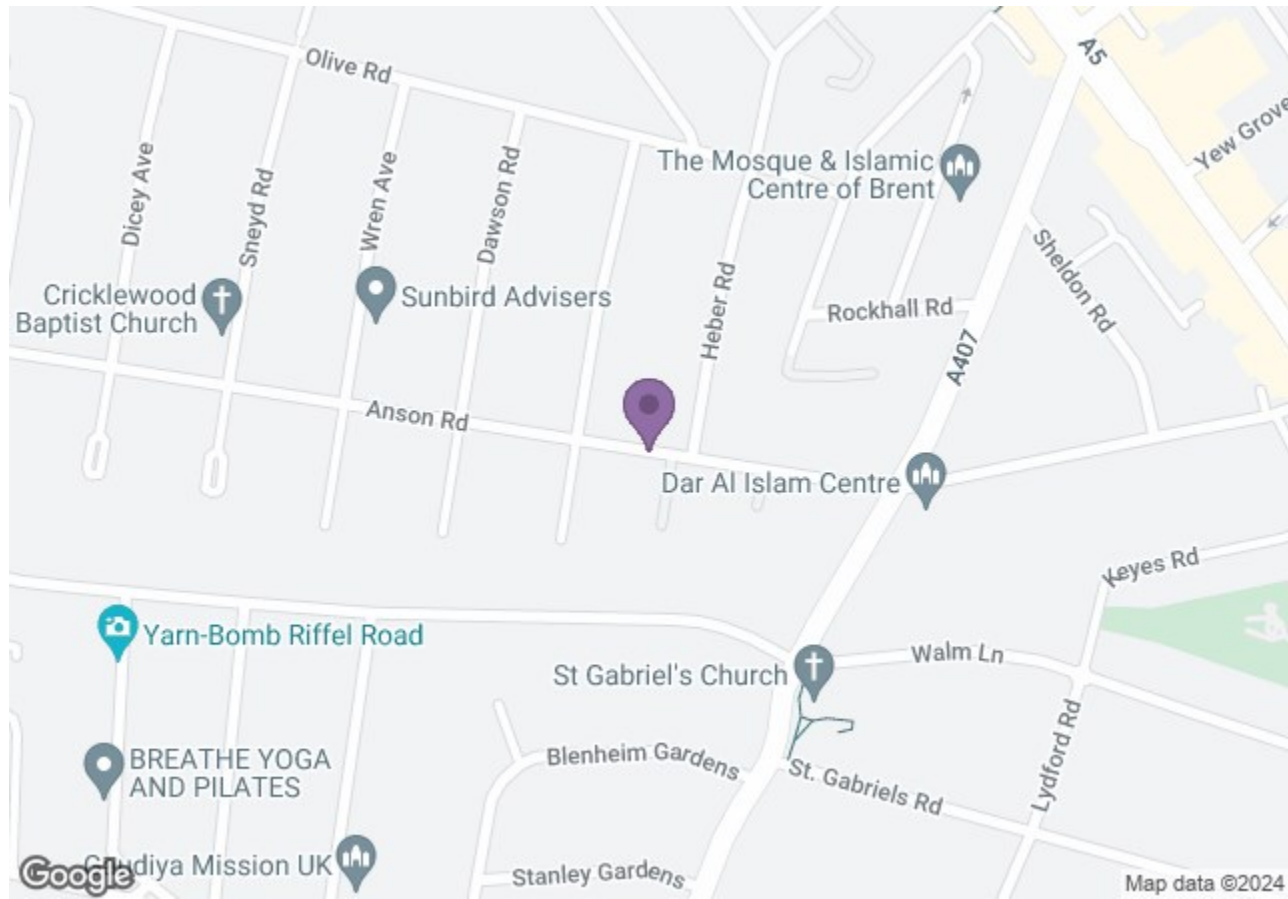 A5
Olive Rd
Yew Grove
The Mosque & Islamic
Centre of Brent
Dicey Ave
Sneyd Rd
Wren Ave
Dawson Rd
Heber Rd
Sheldon Rd
Cricklewood
Baptist Church
Sunbird Advisers
Rockhall Rd
A407
Anson Rd
Dar Al Islam Centre
Keyes Rd
Yarn-Bomb Riffel Road
St Gabriel's Church
Walm Ln
Lydford Rd
BREATHE YOGA
AND PILATES
Blenheim Gardens
St. Gabriels Rd
Gaudiya Mission UK
Stanley Gardens
Google
Map data ©2024